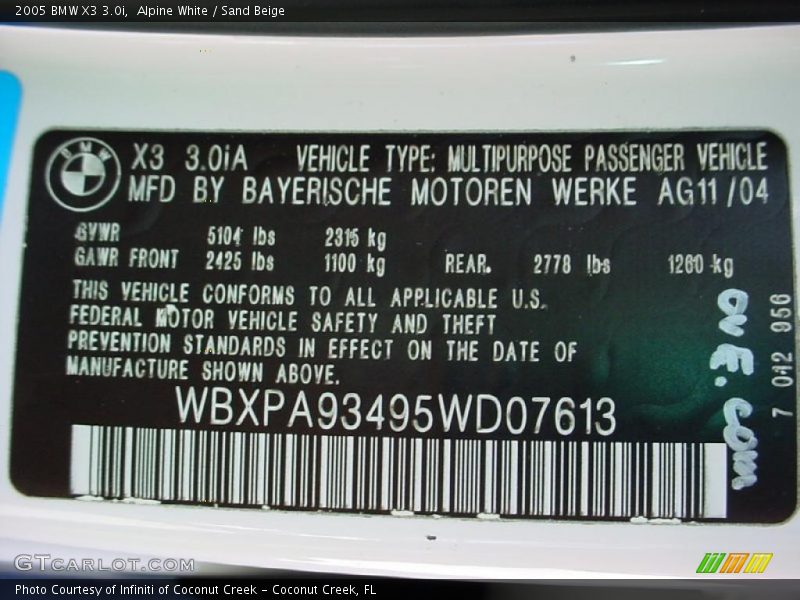 2005 BMW X3 3.0i,  Alpine White / Sand Beige
BMW
X3 3.0iA VEHICLE TYPE: MULTIPURPOSE PASSENGER VEHICLE
MFD BY BAYERISCHE MOTOREN WERKE AG11/04
GVWR 5104 lbs 2315 kg
GAWR FRONT 2425 lbs 1100 kg REAR. 2778 lbs 1260 kg
THIS VEHICLE CONFORMS TO ALL APPLICABLE U.S.
FEDERAL MOTOR VEHICLE SAFETY AND THEFT
PREVENTION STANDARDS IN EFFECT ON THE DATE OF
MANUFACTURE SHOWN ABOVE.
WBXPA93495WD07613
OVE.COM
7 042 956
GTCARLOT.COM
Photo Courtesy of Infiniti of Coconut Creek - Coconut Creek, FL